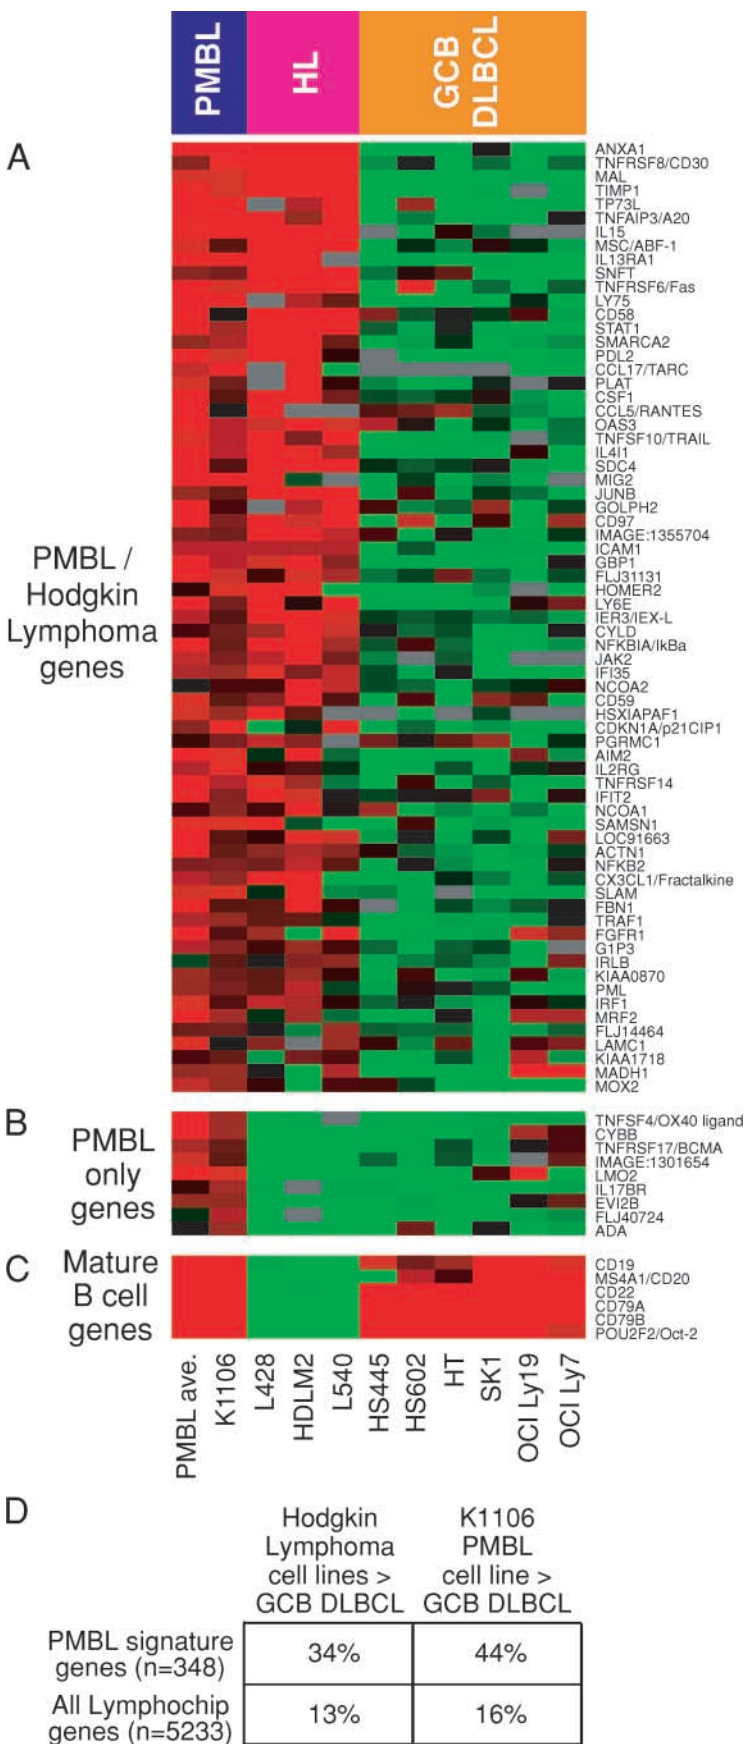 PMBL
HL
GCB
DLBCL
A
PMBL /
Hodgkin
Lymphoma
genes
ANXA1
TNFRSF8/CD30
MAL
TIMP1
TP73L
TNFAIP3/A20
IL15
MSC/ABF-1
IL13RA1
SNFT
TNFRSF6/Fas
LY75
CD58
STAT1
SMARCA2
PDL2
CCL17/TARC
PLAT
CSF1
CCL5/RANTES
OAS3
TNFSF10/TRAIL
IL4I1
SDC4
MIG2
JUNB
GOLPH2
CD97
IMAGE:1355704
ICAM1
GBP1
FLJ31131
HOMER2
LY6E
IER3/IEX-L
CYLD
NFKBIA/IkBa
JAK2
IFI35
NCOA2
CD59
HSXIAPAF1
CDKN1A/p21CIP1
PGRMC1
AIM2
IL2RG
TNFRSF14
IFIT2
NCOA1
SAMSN1
LOC91663
ACTN1
NFKB2
CX3CL1/Fractalkine
SLAM
FBN1
TRAF1
FGFR1
G1P3
IRLB
KIAA0870
PML
IRF1
MRF2
FLJ14464
LAMC1
KIAA1718
MADH1
MOX2
B
PMBL
only
genes
TNFSF4/OX40 ligand
CYBB
TNFRSF17/BCMA
IMAGE:1301654
LMO2
IL17BR
EVI2B
FLJ40724
ADA
C
Mature
B cell
genes
CD19
MS4A1/CD20
CD22
CD79A
CD79B
POU2F2/Oct-2
PMBL ave.
K1106
L428
HDLM2
L540
HS445
HS602
HT
SK1
OCI Ly19
OCI Ly7
D
Hodgkin
Lymphoma
cell lines >
GCB DLBCL
K1106
PMBL
cell line >
GCB DLBCL
PMBL signature
genes (n=348)
34%
44%
All Lymphochip
genes (n=5233)
13%
16%